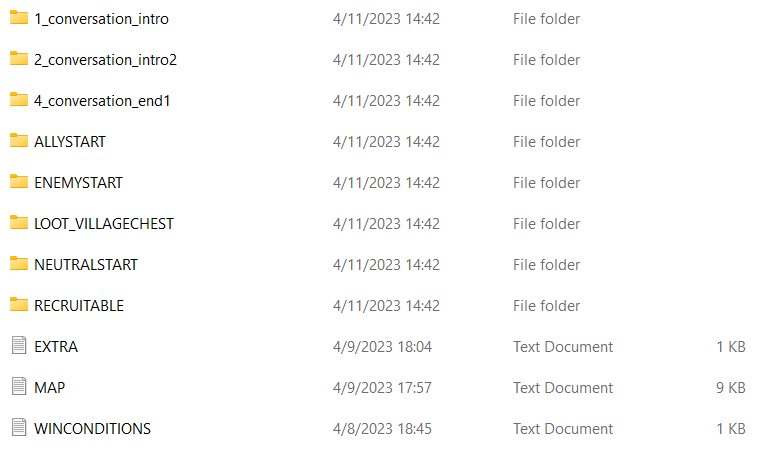 1_conversation_intro 4/11/2023 14:42 File folder
2_conversation_intro2 4/11/2023 14:42 File folder
4_conversation_end1 4/11/2023 14:42 File folder
ALLYSTART 4/11/2023 14:42 File folder
ENEMYSTART 4/11/2023 14:42 File folder
LOOT_VILLAGECHEST 4/11/2023 14:42 File folder
NEUTRALSTART 4/11/2023 14:42 File folder
RECRUITABLE 4/11/2023 14:42 File folder
EXTRA 4/9/2023 18:04 Text Document 1 KB
MAP 4/9/2023 17:57 Text Document 9 KB
WINCONDITIONS 4/8/2023 18:45 Text Document 1 KB